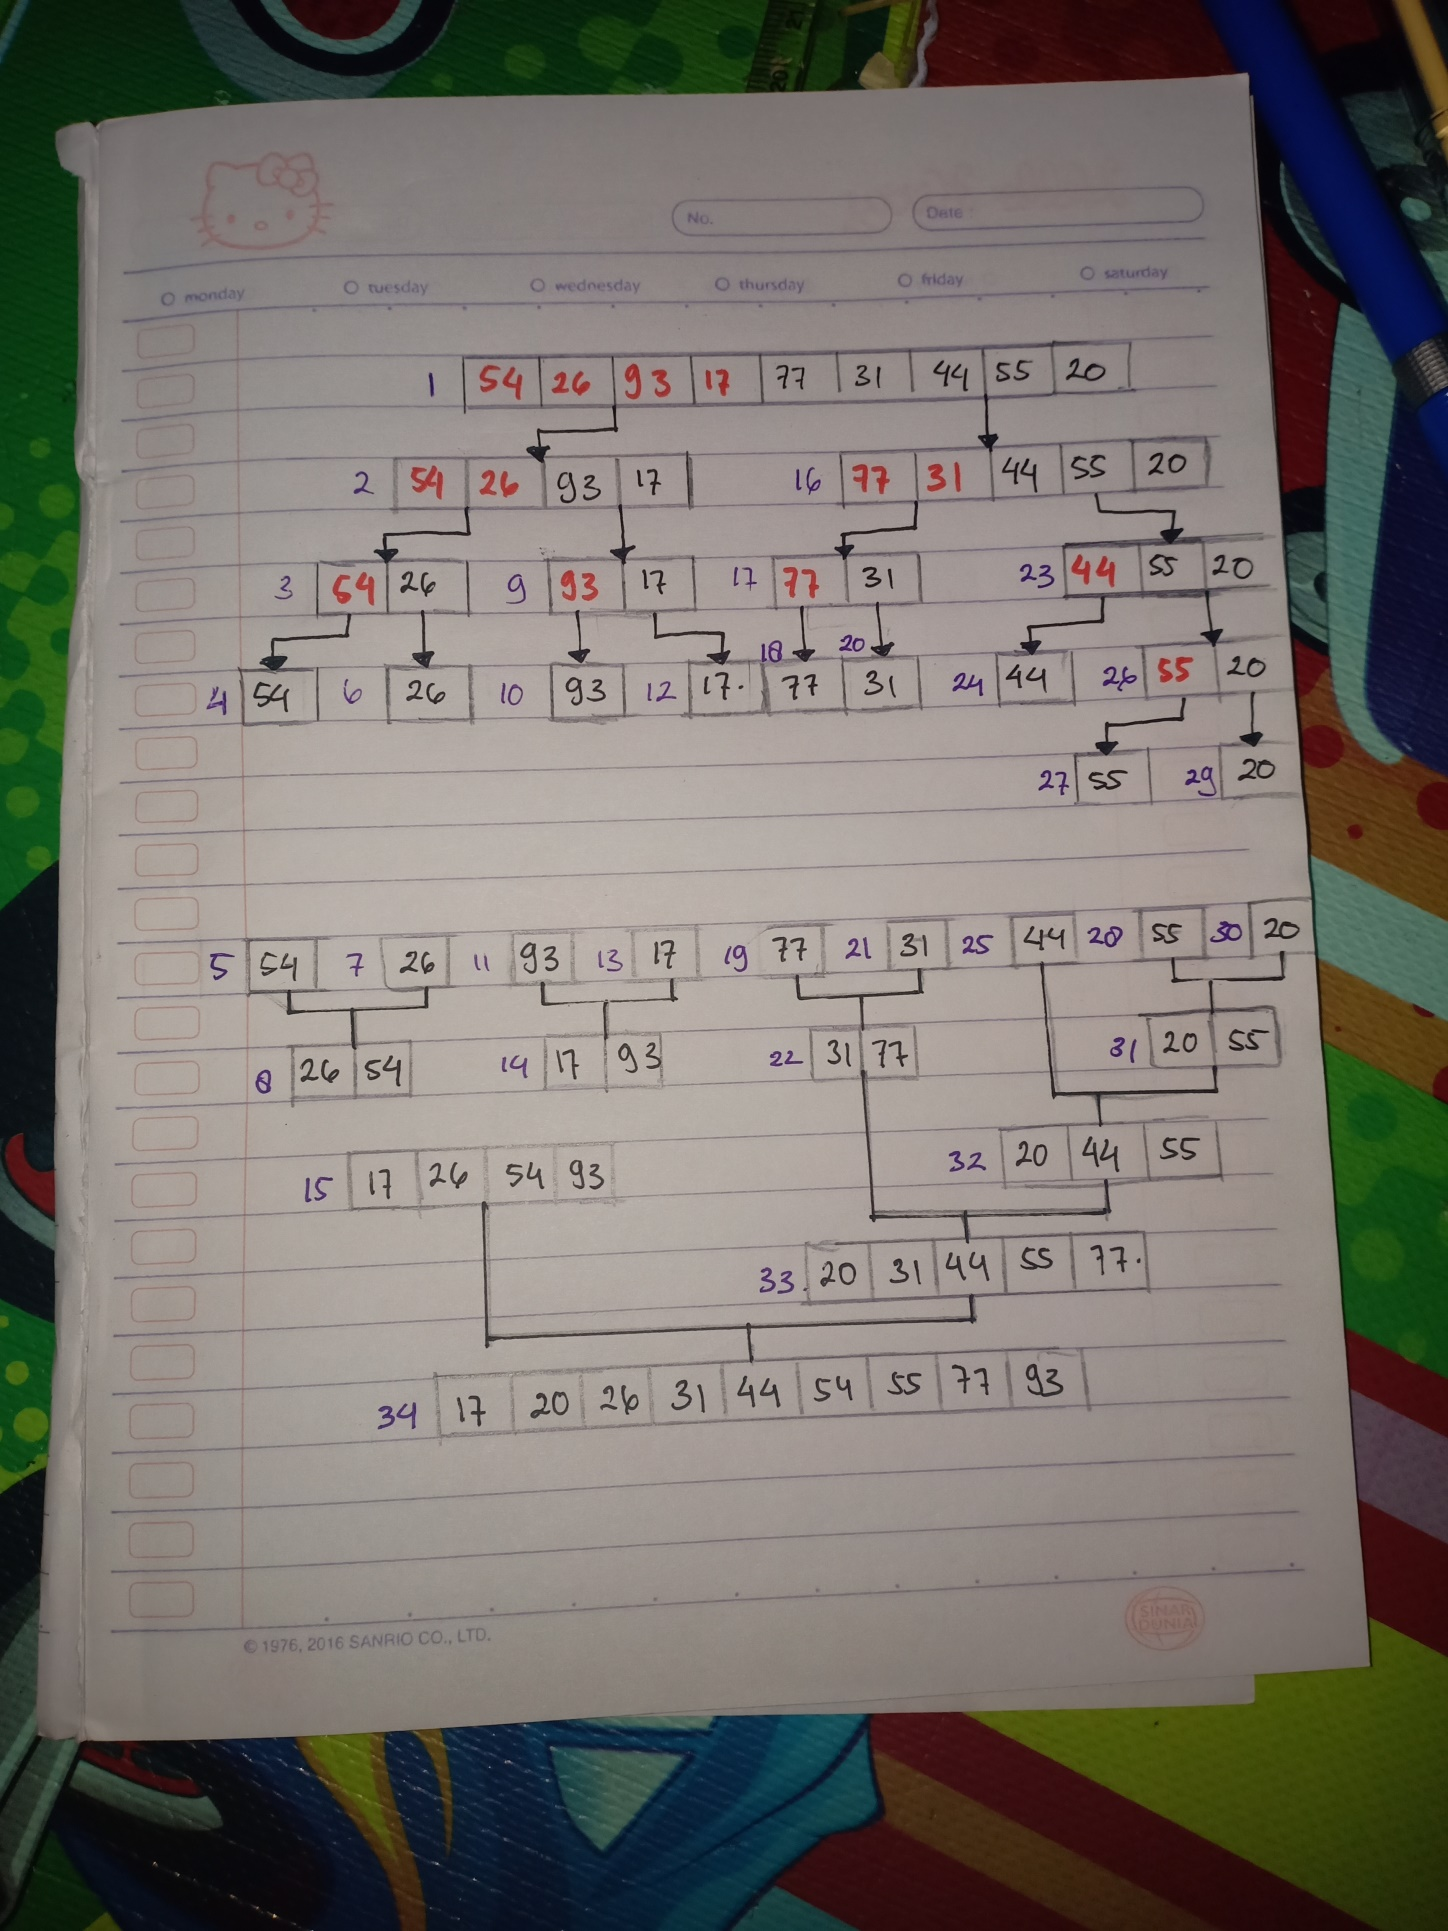 No.
Date :
monday tuesday wednesday thursday friday saturday
1 54 26 93 17 77 31 44 55 20
2 54 26 93 17 16 77 31 44 55 20
3 54 26 9 93 17 17 77 31 23 44 55 20
18 20
4 54 6 26 10 93 12 17. 77 31 24 44 26 55 20
27 55 29 20
5 54 7 26 11 93 13 17 19 77 21 31 25 44 28 55 30 20
8 26 54 14 17 93 22 31 77 31 20 55
15 17 26 54 93 32 20 44 55
33. 20 31 44 55 77.
34 17 20 26 31 44 54 55 77 93
© 1976, 2016 SANRIO CO., LTD.
SINAR
DUNIA